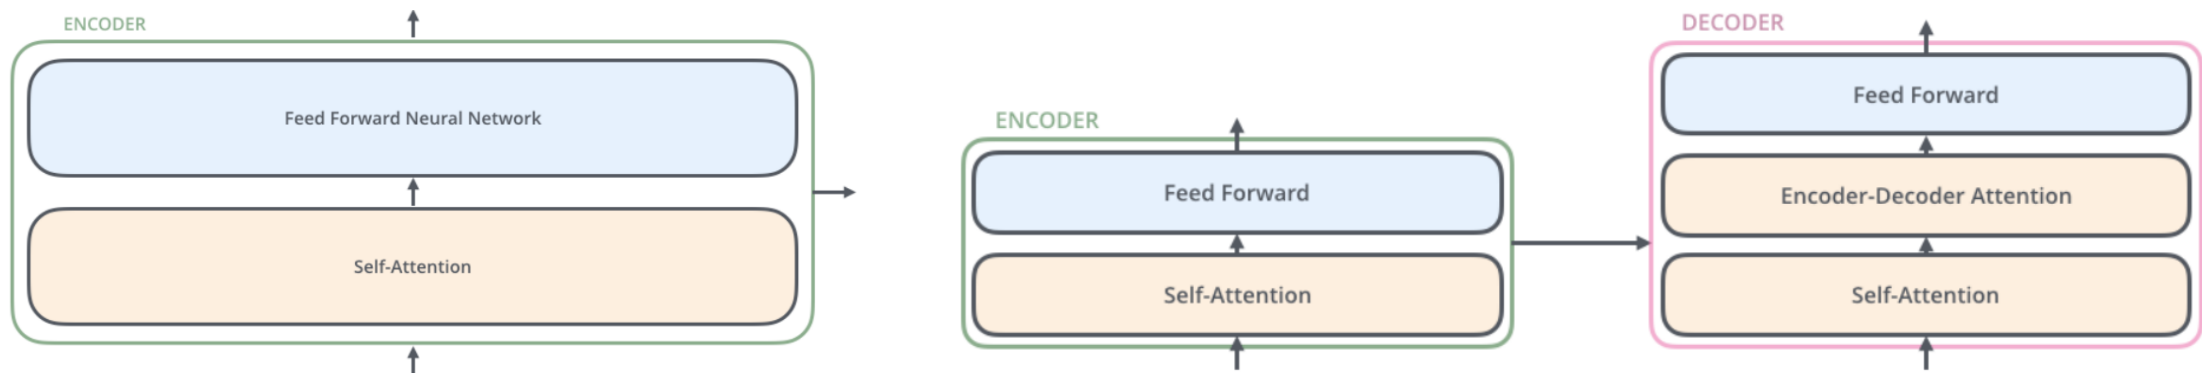 ENCODER
Feed Forward Neural Network
Self-Attention
ENCODER
Feed Forward
Self-Attention
DECODER
Feed Forward
Encoder-Decoder Attention
Self-Attention